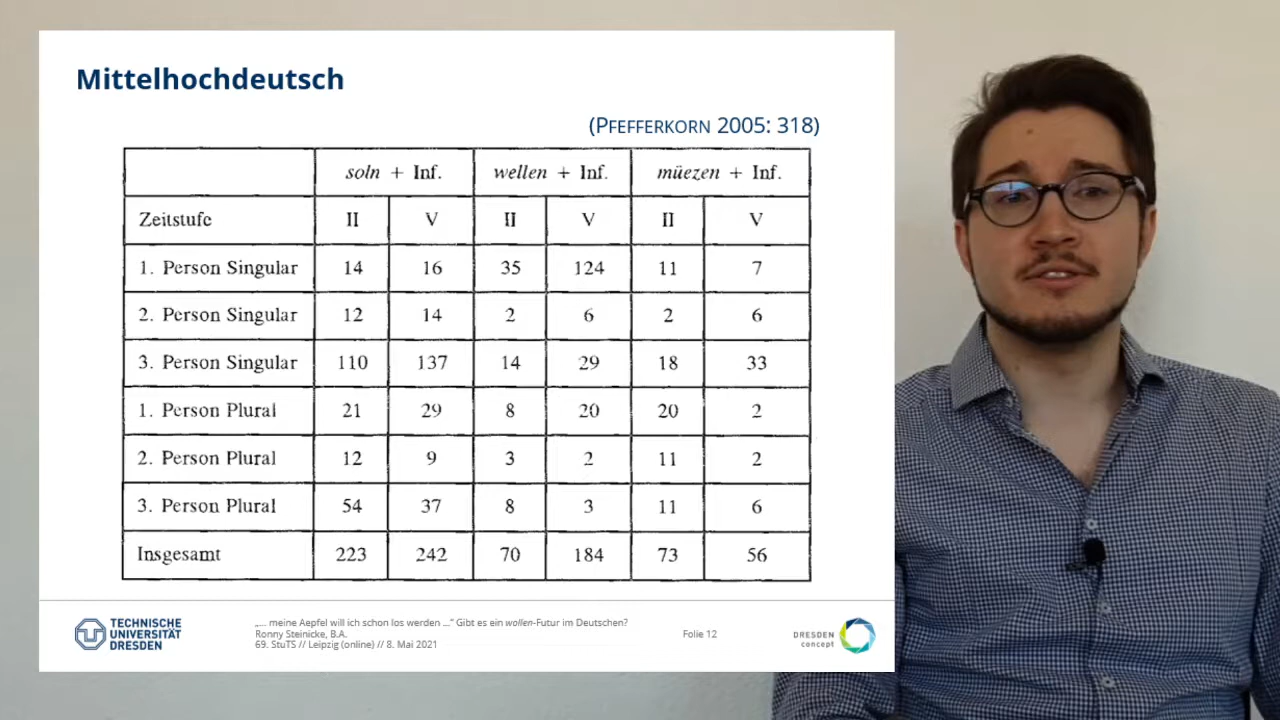 Mittelhochdeutsch
(PFEFFERKORN 2005: 318)
soln + Inf. wellen + Inf. müezen + Inf.
Zeitstufe II V II V II V
1. Person Singular 14 16 35 124 11 7
2. Person Singular 12 14 2 6 2 6
3. Person Singular 110 137 14 29 18 33
1. Person Plural 21 29 8 20 20 2
2. Person Plural 12 9 3 2 11 2
3. Person Plural 54 37 8 3 11 6
Insgesamt 223 242 70 184 73 56
TECHNISCHE
UNIVERSITÄT
DRESDEN
„... meine Aepfel will ich schon los werden ...“ Gibt es ein wollen-Futur im Deutschen?
Ronny Steinicke, B.A.
69. StuTS // Leipzig (online) // 8. Mai 2021
Folie 12
DRESDEN
concept